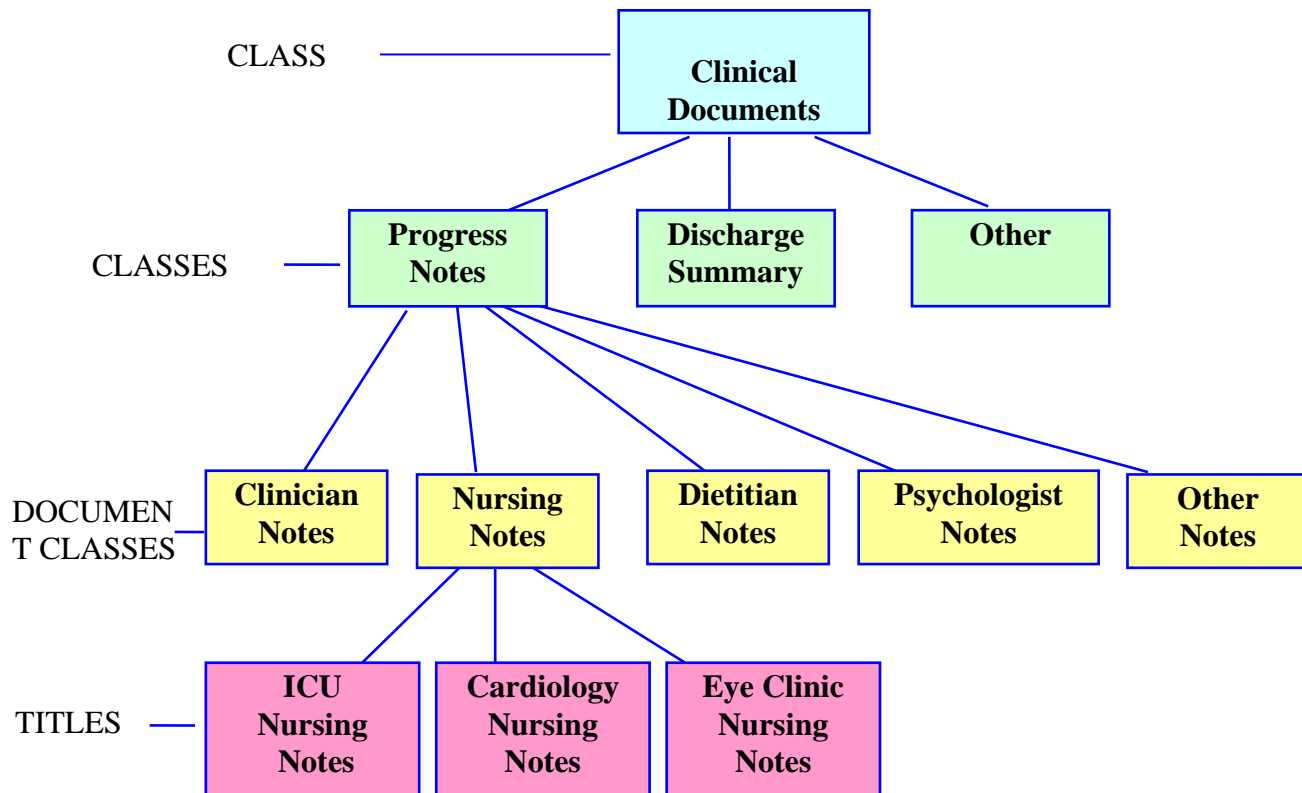 CLASS
Clinical
Documents
CLASSES
Progress
Notes
Discharge
Summary
Other
DOCUMEN
T CLASSES
Clinician
Notes
Nursing
Notes
Dietitian
Notes
Psychologist
Notes
Other
Notes
TITLES
ICU
Nursing
Notes
Cardiology
Nursing
Notes
Eye Clinic
Nursing
Notes